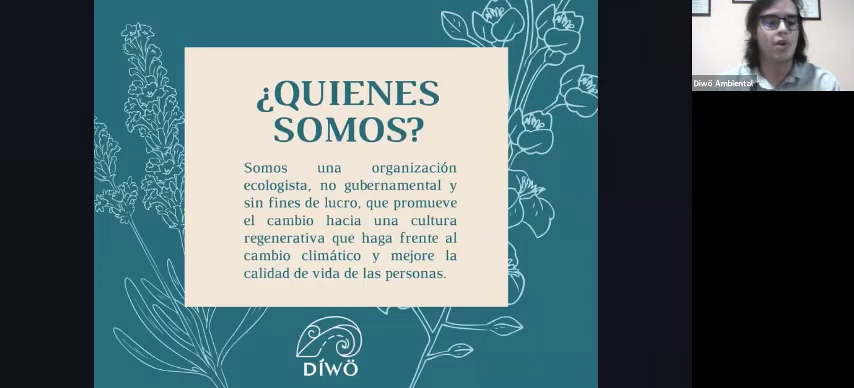 ¿QUIENES
SOMOS?
Somos una organización
ecologista, no gubernamental y
sin fines de lucro, que promueve
el cambio hacia una cultura
regenerativa que haga frente al
cambio climático y mejore la
calidad de vida de las personas.
DÍWÖ
Diwö Ambiental